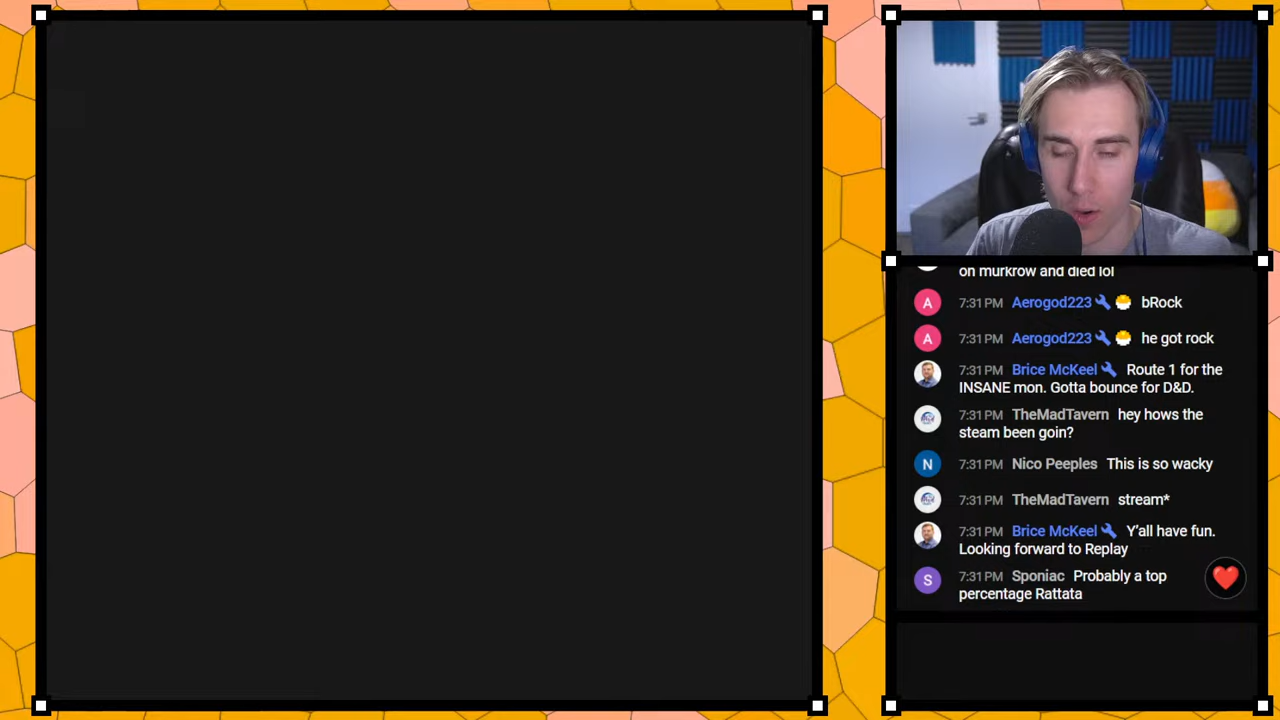 on murkrow and died lol
A 7:31 PM Aerogod223 bRock
A 7:31 PM Aerogod223 he got rock
7:31 PM Brice McKeel Route 1 for the
INSANE mon. Gotta bounce for D&D.
7:31 PM TheMadTavern hey hows the
steam been goin?
N 7:31 PM Nico Peeples This is so wacky
7:31 PM TheMadTavern stream*
7:31 PM Brice McKeel Y'all have fun.
Looking forward to Replay
S 7:31 PM Sponiac Probably a top
percentage Rattata